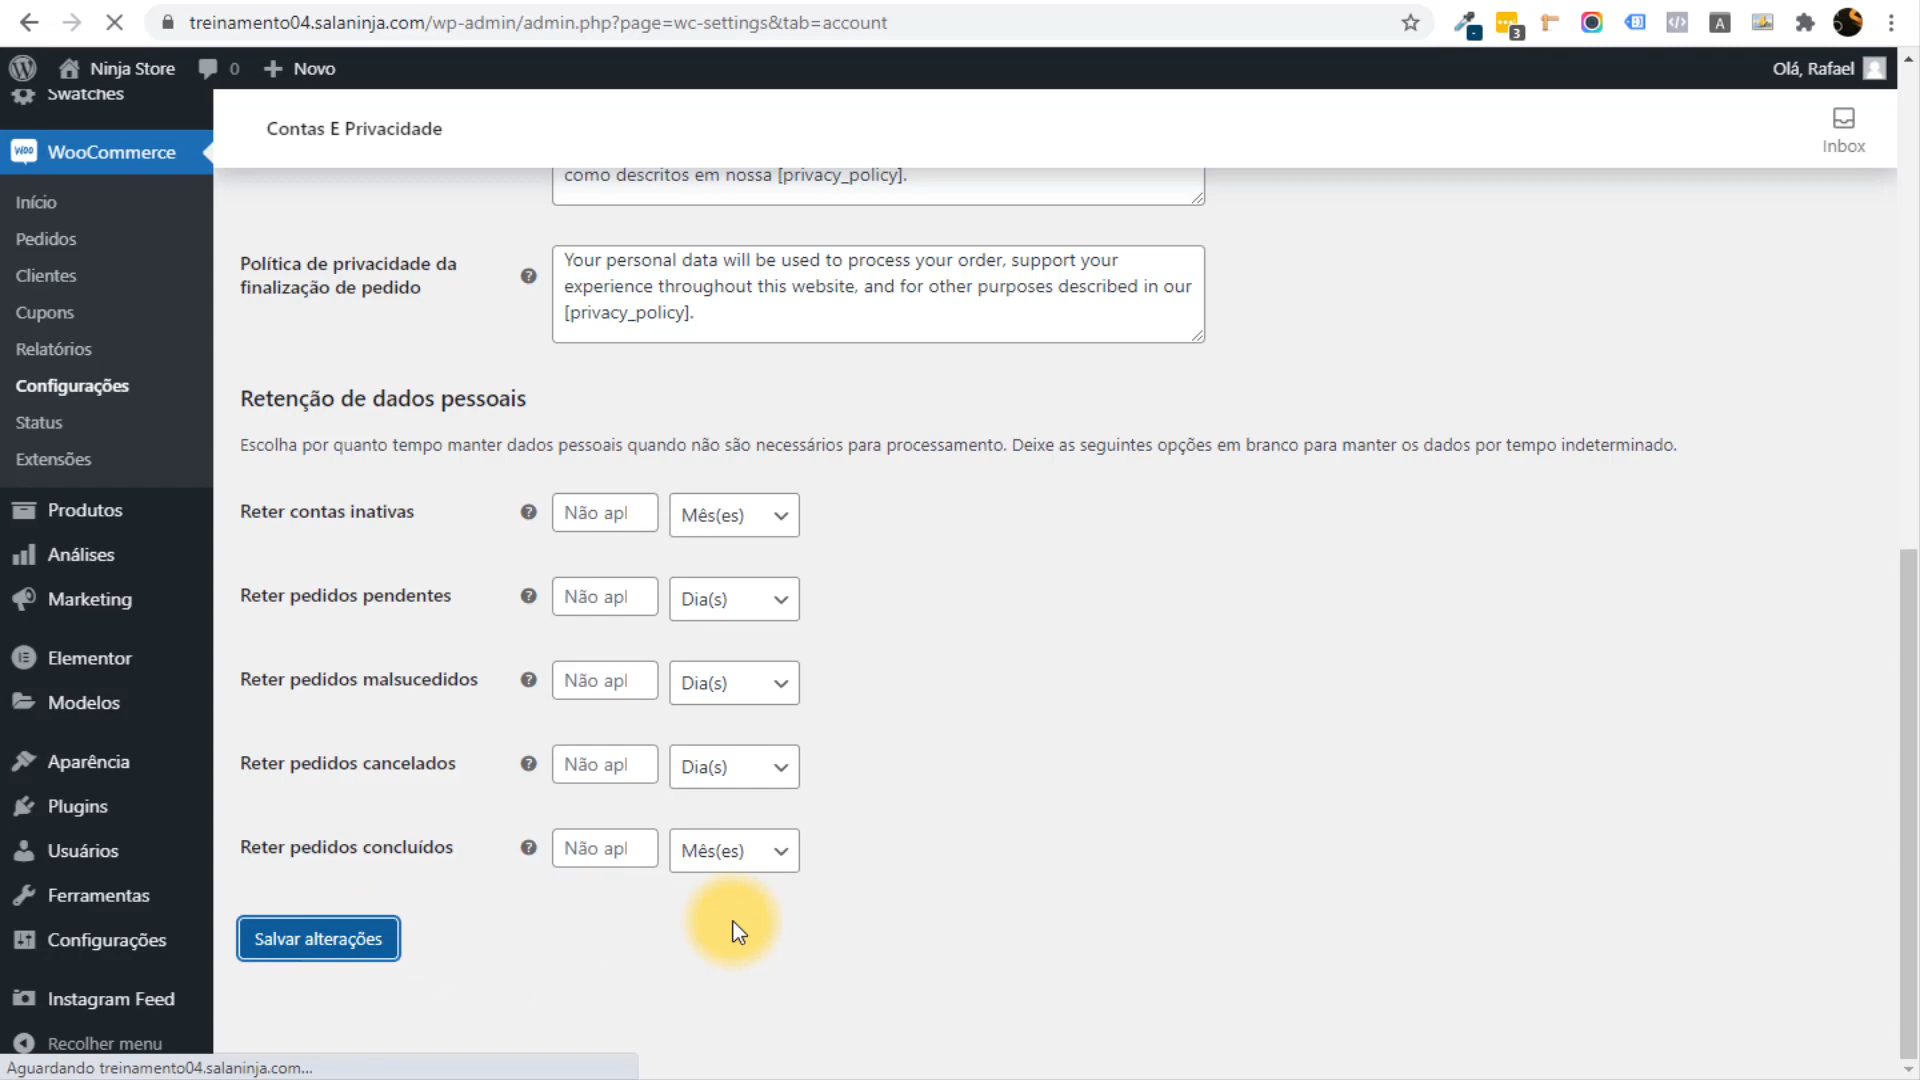 treinamento04.salaninja.com/wp-admin/admin.php?page=wc-settings&tab=account
3
A
Ninja Store
0
Novo
Olá, Rafael
Swatches
Contas E Privacidade
Inbox
WOO
WooCommerce
como descritos em nossa [privacy_policy].
Início
Pedidos
Clientes
Cupons
Relatórios
Configurações
Status
Extensões
Política de privacidade da
finalização de pedido
Your personal data will be used to process your order, support your
experience throughout this website, and for other purposes described in our
[privacy_policy].
Retenção de dados pessoais
Escolha por quanto tempo manter dados pessoais quando não são necessários para processamento. Deixe as seguintes opções em branco para manter os dados por tempo indeterminado.
Reter contas inativas
Não apl
Mês(es)
Reter pedidos pendentes
Não apl
Dia(s)
Reter pedidos malsucedidos
Não apl
Dia(s)
Reter pedidos cancelados
Não apl
Dia(s)
Reter pedidos concluídos
Não apl
Mês(es)
Salvar alterações
Produtos
Análises
Marketing
Elementor
Modelos
Aparência
Plugins
Usuários
Ferramentas
Configurações
Instagram Feed
Recolher menu
Aguardando treinamento04.salaninja.com...